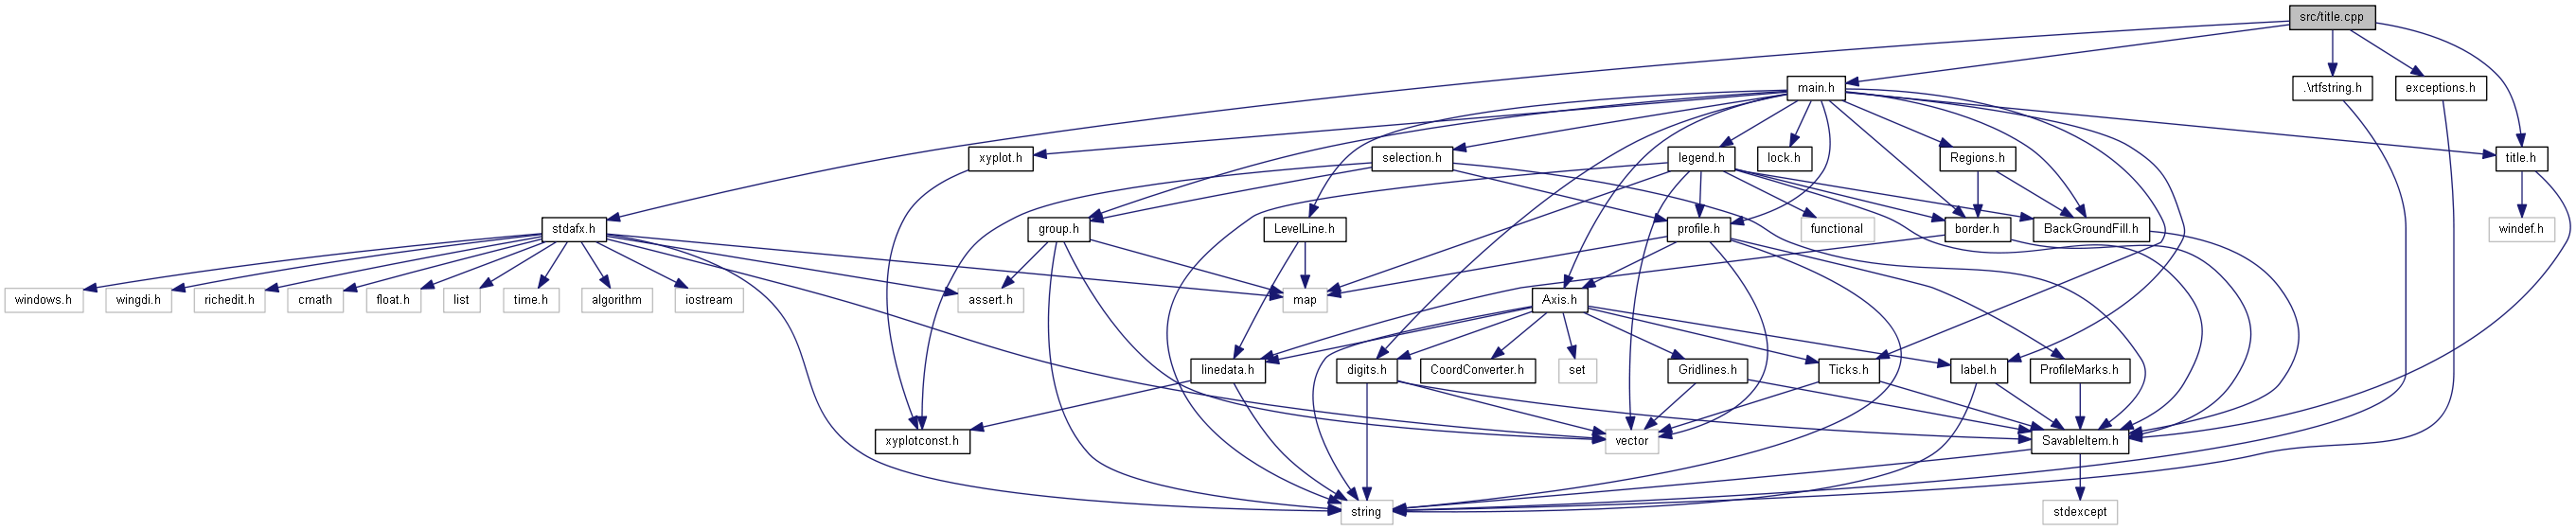 src/title.cpp
main.h
.\rtfstring.h
exceptions.h
xyplot.h
selection.h
legend.h
lock.h
Regions.h
title.h
stdafx.h
group.h
LevelLine.h
profile.h
functional
border.h
BackGroundFill.h
windef.h
windows.h
wingdi.h
richedit.h
cmath
float.h
list
time.h
algorithm
iostream
assert.h
map
Axis.h
linedata.h
digits.h
CoordConverter.h
set
Gridlines.h
Ticks.h
label.h
ProfileMarks.h
xyplotconst.h
vector
SavableItem.h
string
stdexcept